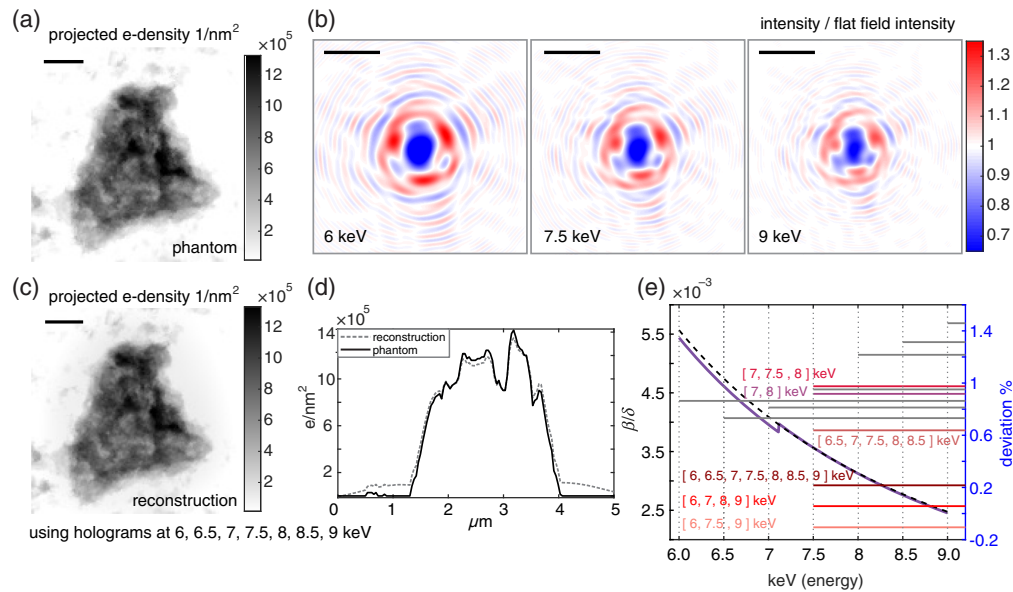 (a)
projected e-density 1/nm²
×10⁵
12
10
8
6
4
2
phantom
(b)
intensity / flat field intensity
6 keV
7.5 keV
9 keV
1.3
1.2
1.1
1
0.9
0.8
0.7
(c)
projected e-density 1/nm²
×10⁵
12
10
8
6
4
2
reconstruction
using holograms at 6, 6.5, 7, 7.5, 8, 8.5, 9 keV
(d)
×10⁵
14
12
10
8
6
4
2
e/nm²
reconstruction
phantom
0 1 2 3 4 5
µm
(e)
×10⁻³
5.5
4.5
3.5
2.5
β/δ
[ 7, 7.5 , 8 ] keV
[ 7, 8 ] keV
[ 6.5, 7, 7.5, 8, 8.5 ] keV
[ 6, 6.5, 7, 7.5, 8, 8.5, 9 ] keV
[ 6, 7, 8, 9 ] keV
[ 6, 7.5, 9 ] keV
1.4
1
0.6
0.2
-0.2
deviation %
6.0 6.5 7 7.5 8 8.5 9.0
keV (energy)